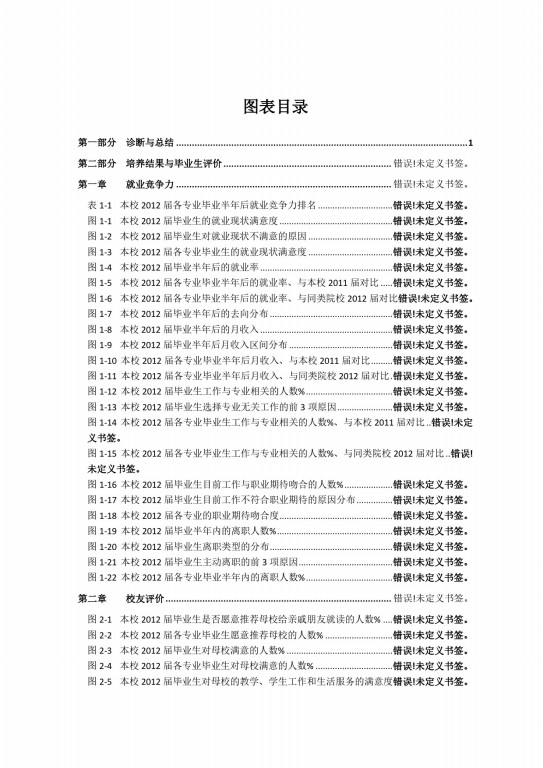 图表目录
第一部分 诊断与总结........1
第二部分 培养结果与毕业生评价........错误!未定义书签。
第一章 就业竞争力........错误!未定义书签。
表 1-1 本校 2012 届各专业毕业半年后就业竞争力排名........错误!未定义书签。
图 1-1 本校 2012 届毕业生的就业现状满意度........错误!未定义书签。
图 1-2 本校 2012 届毕业生对就业现状不满意的原因........错误!未定义书签。
图 1-3 本校 2012 届各专业毕业生的就业现状满意度........错误!未定义书签。
图 1-4 本校 2012 届毕业半年后的就业率........错误!未定义书签。
图 1-5 本校 2012 届各专业毕业半年后的就业率、与本校 2011 届对比.....错误!未定义书签。
图 1-6 本校 2012 届各专业毕业半年后的就业率、与同类院校 2012 届对比错误!未定义书签。
图 1-7 本校 2012 届毕业半年后的去向分布........错误!未定义书签。
图 1-8 本校 2012 届毕业半年后的月收入........错误!未定义书签。
图 1-9 本校 2012 届毕业半年后月收入区间分布........错误!未定义书签。
图 1-10 本校 2012 届各专业毕业半年后月收入、与本校 2011 届对比.........错误!未定义书签。
图 1-11 本校 2012 届各专业毕业半年后月收入、与同类院校 2012 届对比.错误!未定义书签。
图 1-12 本校 2012 届毕业生工作与专业相关的人数%........错误!未定义书签。
图 1-13 本校 2012 届毕业生选择专业无关工作的前 3 项原因........错误!未定义书签。
图 1-14 本校 2012 届各专业毕业生工作与专业相关的人数%、与本校 2011 届对比..错误!未定
义书签。
图 1-15 本校 2012 届各专业毕业生工作与专业相关的人数%、与同类院校 2012 届对比..错误!
未定义书签。
图 1-16 本校 2012 届毕业生目前工作与职业期待吻合的人数%........错误!未定义书签。
图 1-17 本校 2012 届毕业生目前工作不符合职业期待的原因分布........错误!未定义书签。
图 1-18 本校 2012 届各专业的职业期待吻合度........错误!未定义书签。
图 1-19 本校 2012 届毕业半年内的离职人数%........错误!未定义书签。
图 1-20 本校 2012 届毕业生离职类型的分布........错误!未定义书签。
图 1-21 本校 2012 届毕业生主动离职的前 3 项原因........错误!未定义书签。
图 1-22 本校 2012 届各专业毕业半年内的离职人数%........错误!未定义书签。
第二章 校友评价........错误!未定义书签。
图 2-1 本校 2012 届毕业生是否愿意推荐母校给亲戚朋友就读的人数%....错误!未定义书签。
图 2-2 本校 2012 届各专业毕业生愿意推荐母校的人数%........错误!未定义书签。
图 2-3 本校 2012 届毕业生对母校满意的人数%........错误!未定义书签。
图 2-4 本校 2012 届各专业毕业生对母校满意的人数%........错误!未定义书签。
图 2-5 本校 2012 届毕业生对母校的教学、学生工作和生活服务的满意度错误!未定义书签。